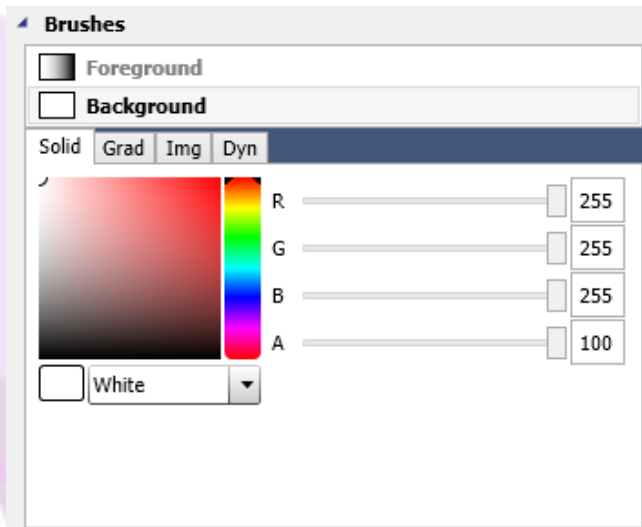 Brushes
Foreground
Background
Solid Grad Img Dyn
R 255
G 255
B 255
A 100
White